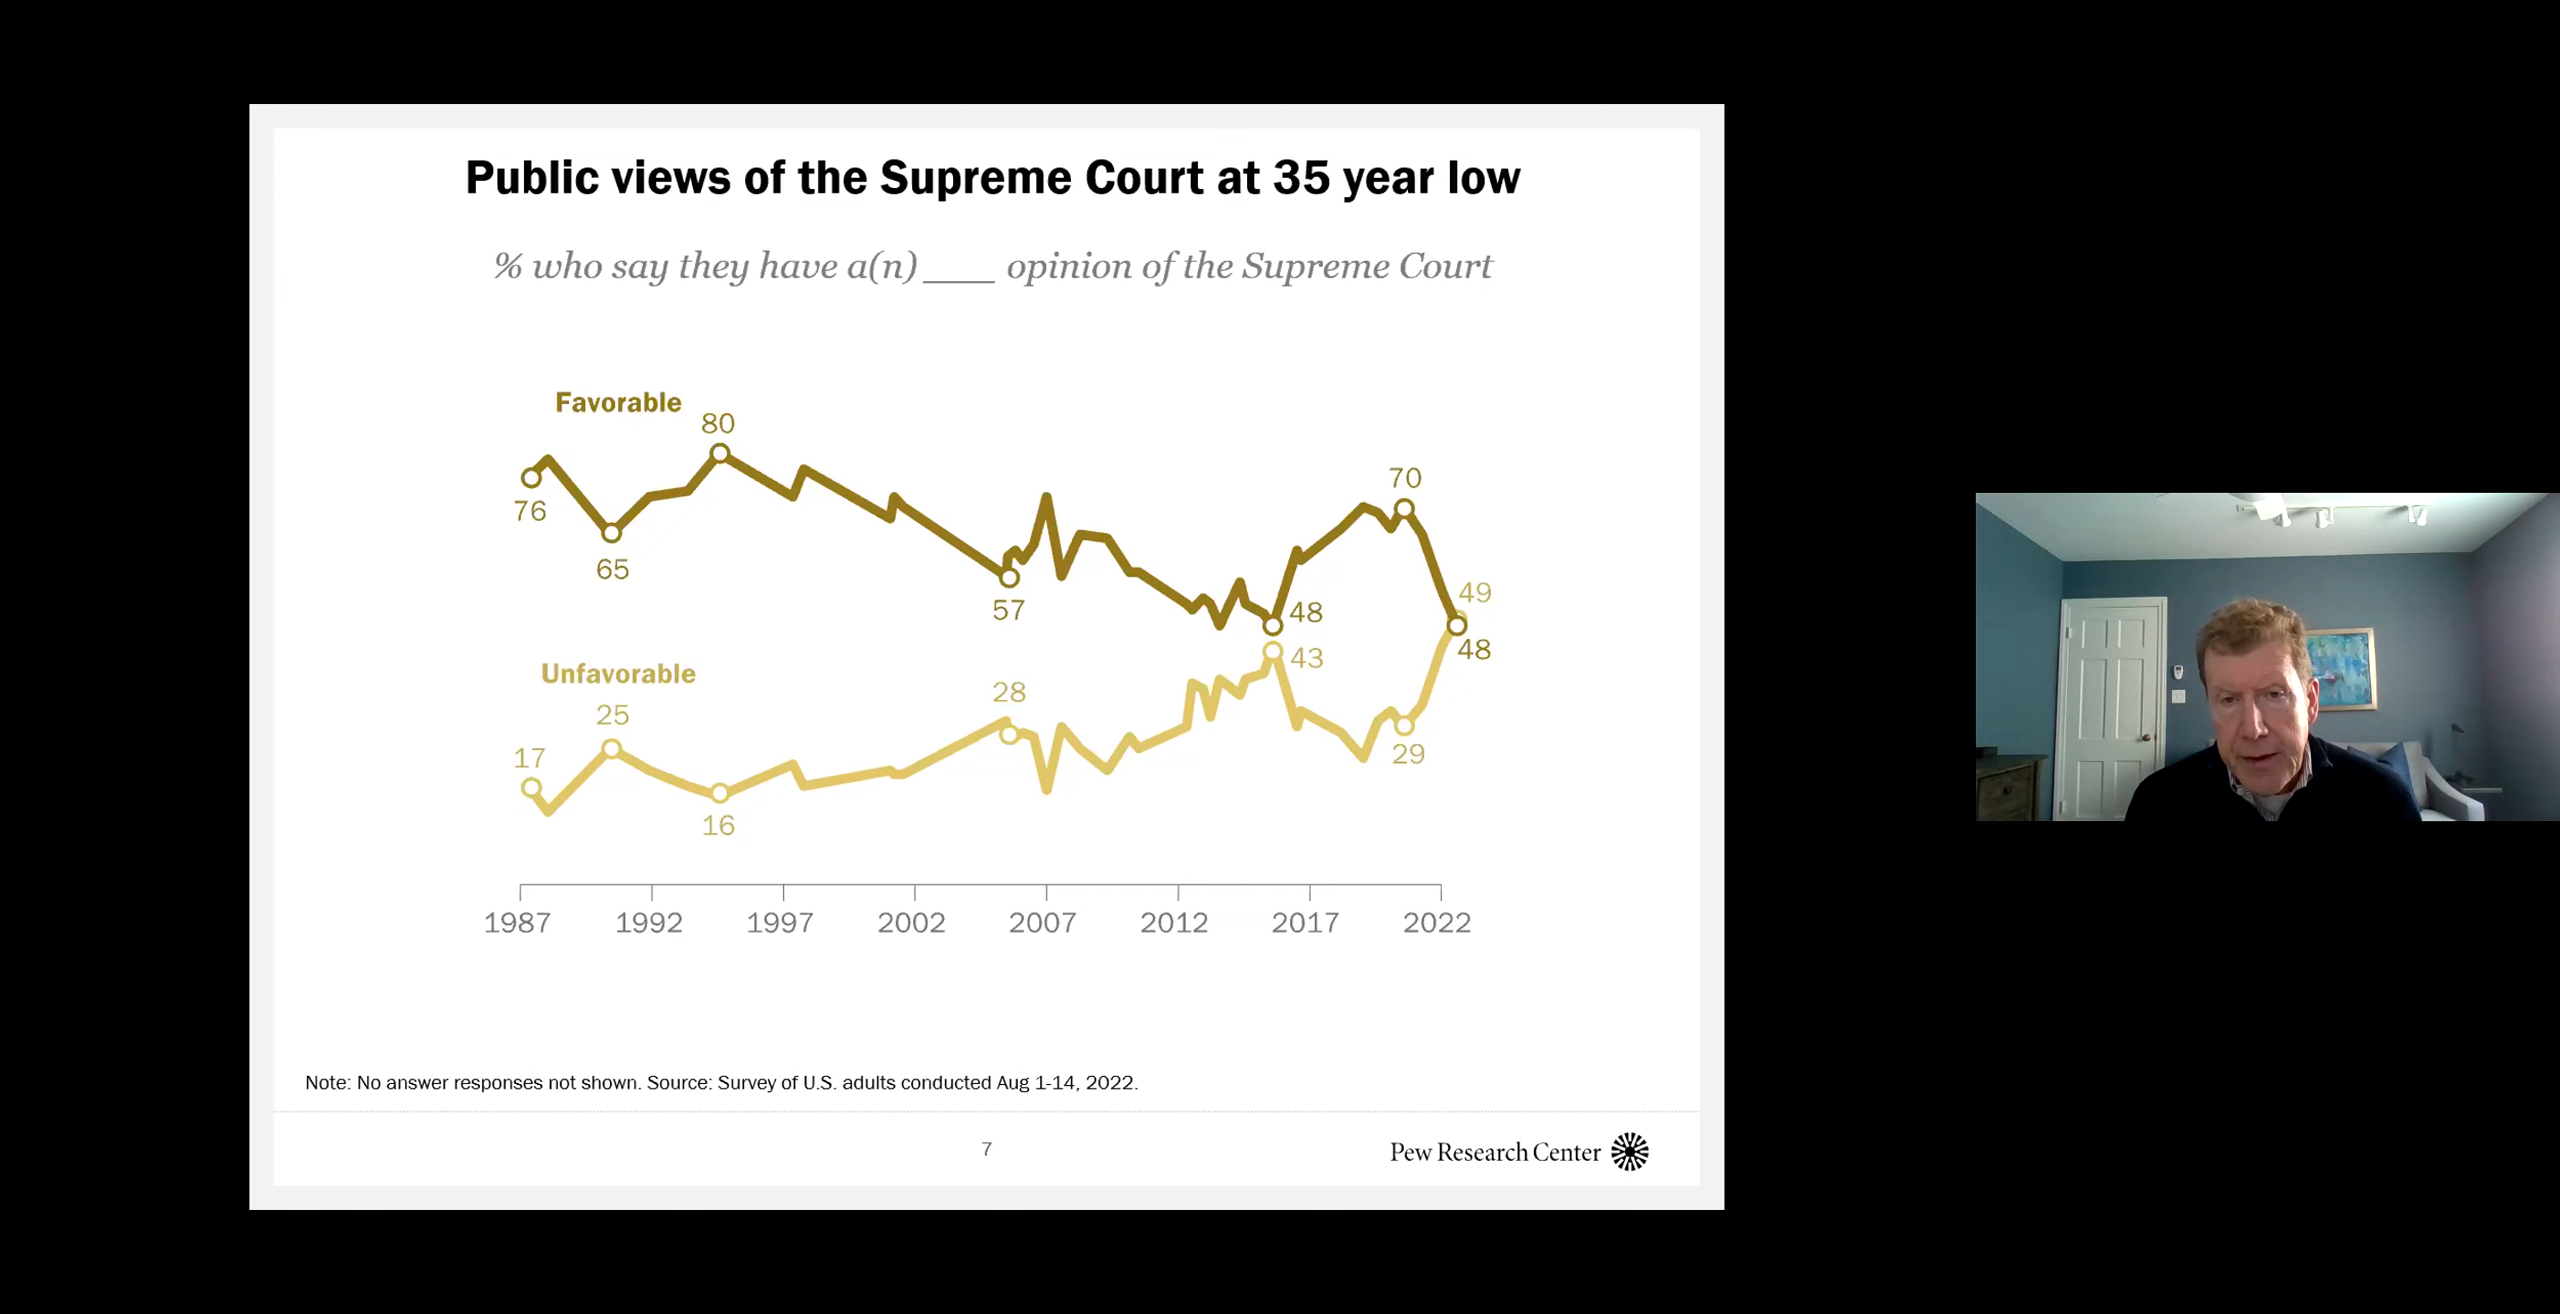 Public views of the Supreme Court at 35 year low
% who say they have a(n) ____ opinion of the Supreme Court
Favorable
80
76
65
57
48
70
49
48
Unfavorable
25
17
16
28
43
29
1987 1992 1997 2002 2007 2012 2017 2022
Note: No answer responses not shown. Source: Survey of U.S. adults conducted Aug 1-14, 2022.
7
Pew Research Center